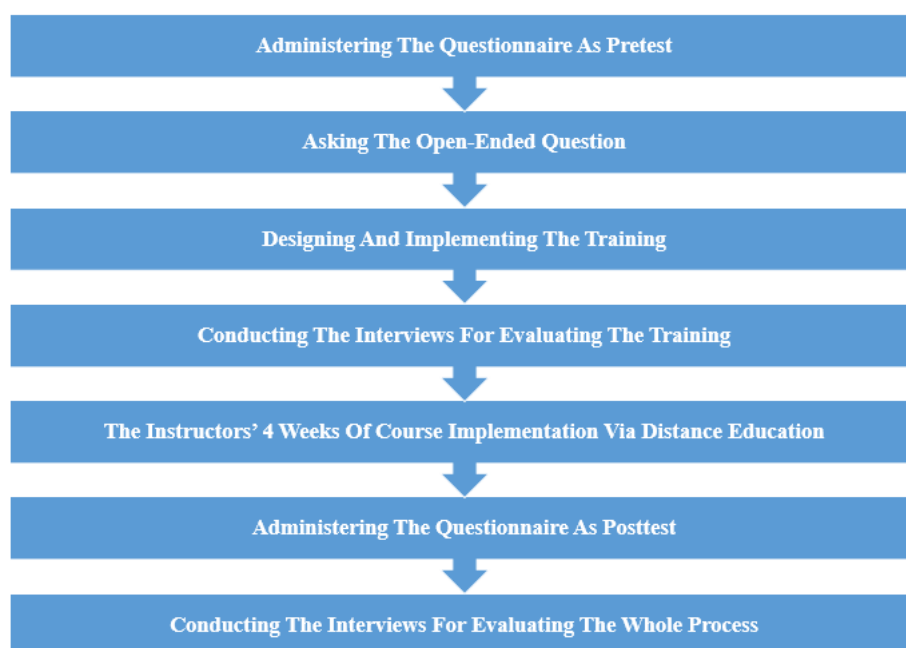 Administering The Questionnaire As Pretest
Asking The Open-Ended Question
Designing And Implementing The Training
Conducting The Interviews For Evaluating The Training
The Instructors’ 4 Weeks Of Course Implementation Via Distance Education
Administering The Questionnaire As Posttest
Conducting The Interviews For Evaluating The Whole Process